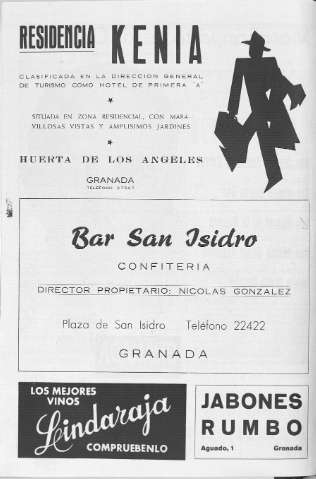 RESIDENCIA KENIA
CLASIFICADA EN LA DIRECCION GENERAL
DE TURISMO COMO HOTEL DE PRIMERA "A"
SITUADA EN ZONA RESIDENCIAL, CON MARA-
VILLOSAS VISTAS Y AMPLISIMOS JARDINES
HUERTA DE LOS ANGELES
GRANADA
TELEFONO
Bar San Isidro
CONFITERIA
DIRECTOR PROPIETARIO: NICOLAS GONZALEZ
Plaza de San Isidro Teléfono 22422
GRANADA
LOS MEJORES
VINOS
Lindaraja
COMPRUEBENLO
JABONES
RUMBO
Aguado, 1 Granada